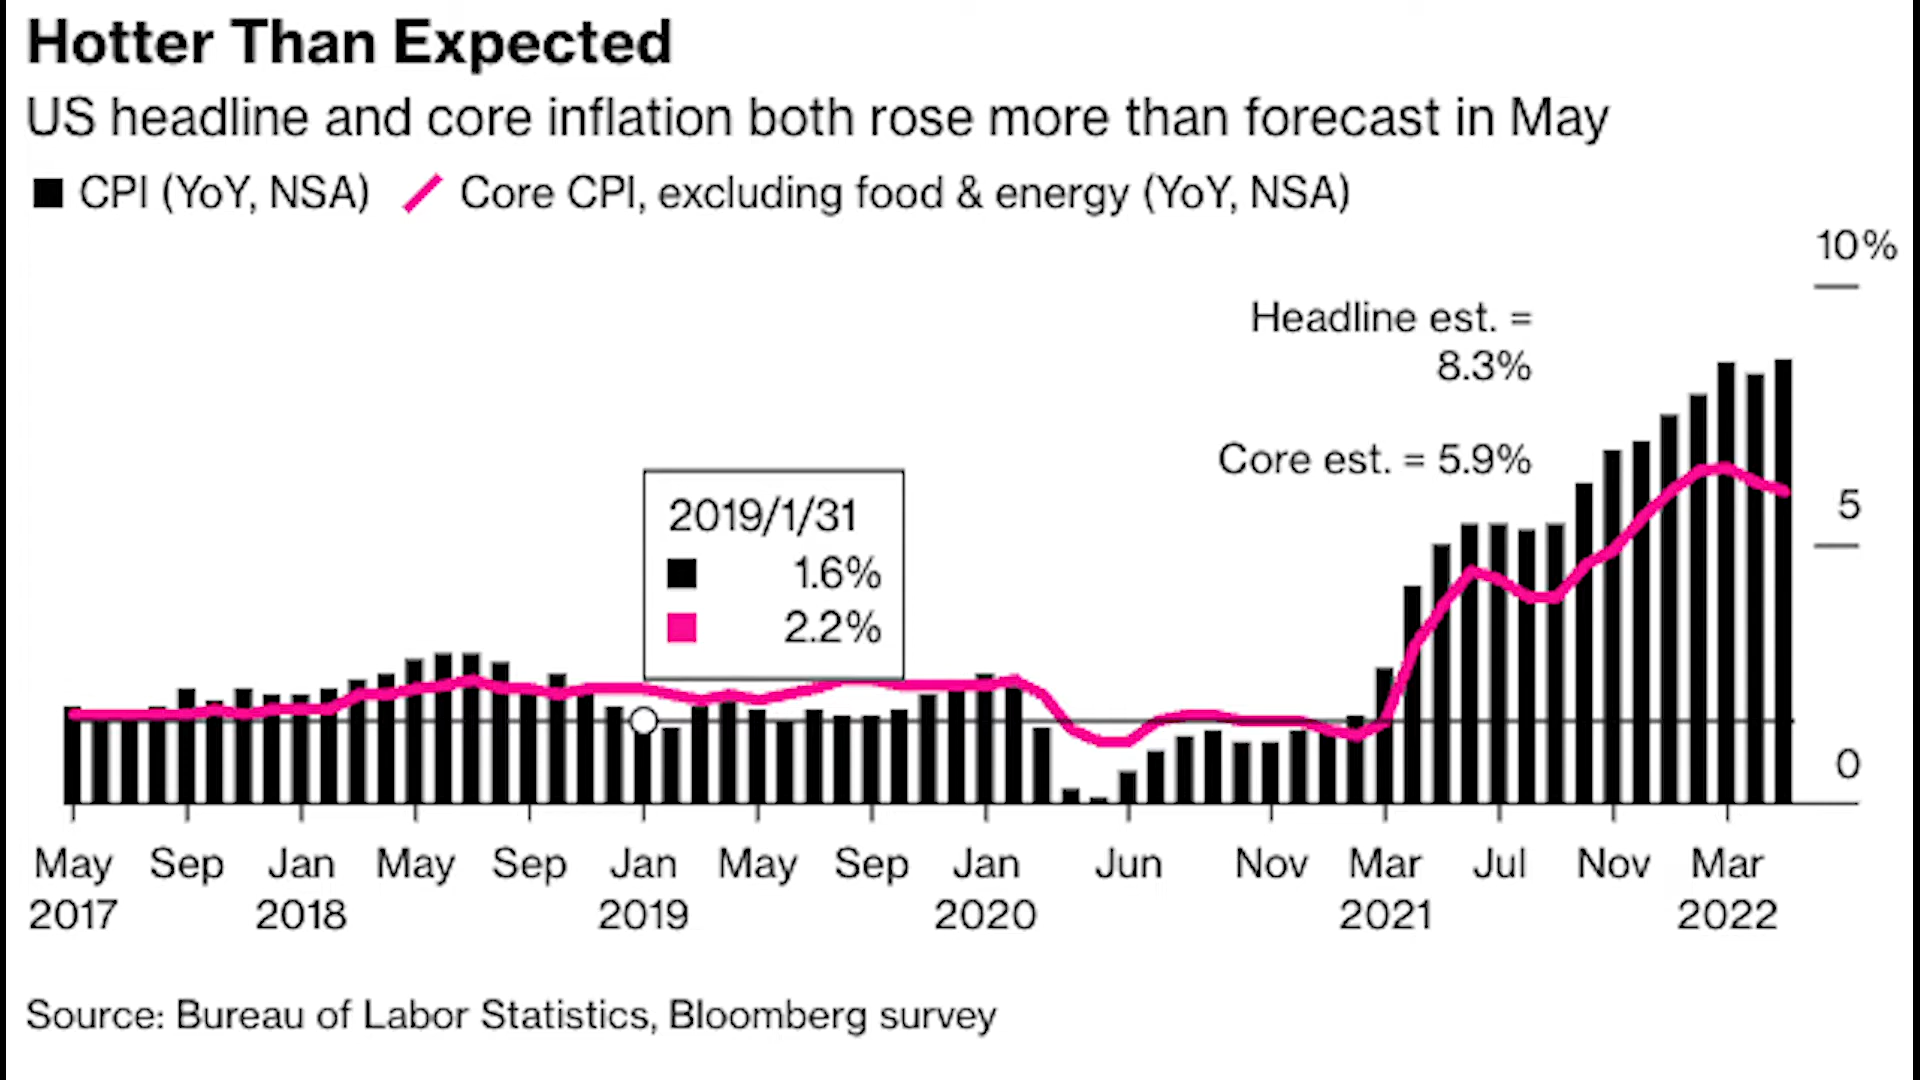 Hotter Than Expected
US headline and core inflation both rose more than forecast in May
CPI (YoY, NSA) Core CPI, excluding food & energy (YoY, NSA)
10%
Headline est. =
8.3%
Core est. = 5.9%
5
2019/1/31
1.6%
2.2%
0
May Sep Jan May Sep Jan May Sep Jan Jun Nov Mar Jul Nov Mar
2017 2018 2019 2020 2021 2022
Source: Bureau of Labor Statistics, Bloomberg survey